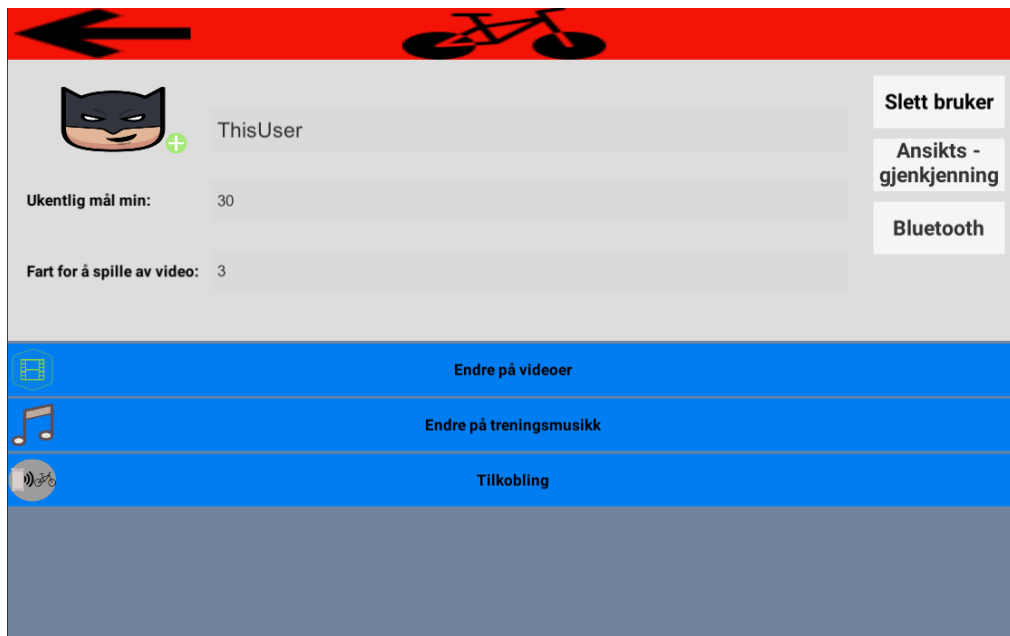 ThisUser
Slett bruker
Ansikts -
gjenkjenning
Ukentlig mål min: 30
Bluetooth
Fart for å spille av video: 3
Endre på videoer
Endre på treningsmusikk
Tilkobling